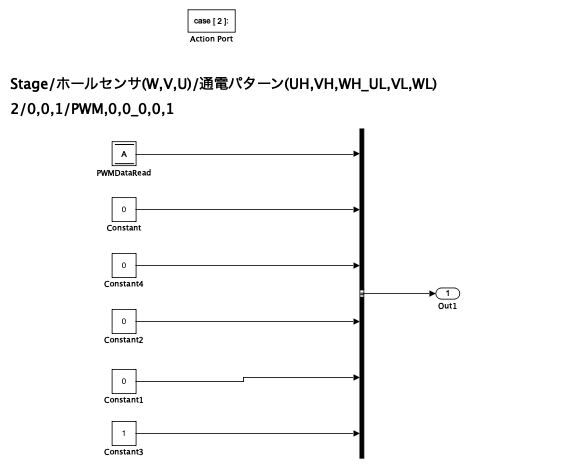 case [ 2 ]:
Action Port
Stage/ホールセンサ(W,V,U)/通電パターン(UH,VH,WH_UL,VL,WL)
2/0,0,1/PWM,0,0_0,0,1
A
PWMDataRead
0
Constant
0
Constant4
1
Out1
0
Constant2
0
Constant1
1
Constant3